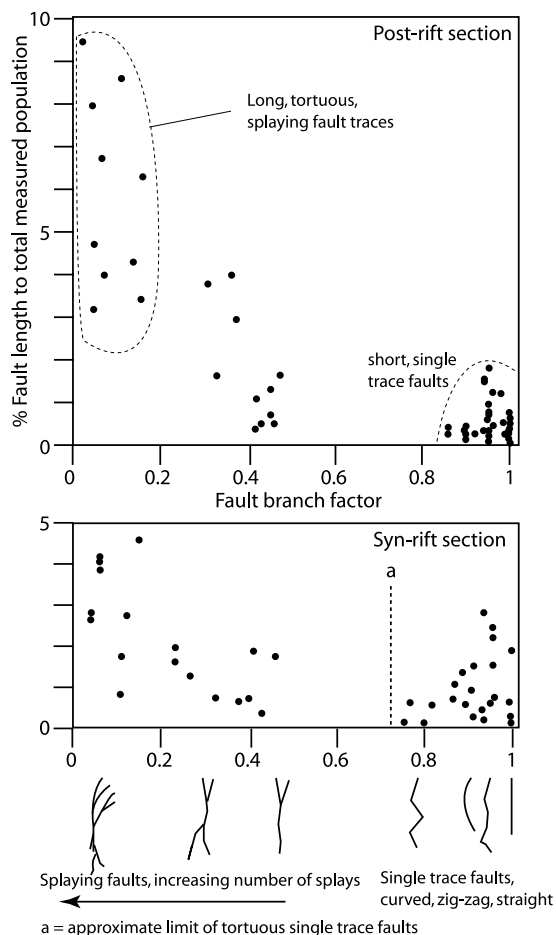 10
Post-rift section
Long, tortuous,
splaying fault traces
5
short, single
trace faults
0
% Fault length to total measured population
0 0.2 0.4 0.6 0.8 1
Fault branch factor
5
Syn-rift section
a
0
0 0.2 0.4 0.6 0.8 1
Splaying faults, increasing number of splays
Single trace faults,
curved, zig-zag, straight
a = approximate limit of tortuous single trace faults